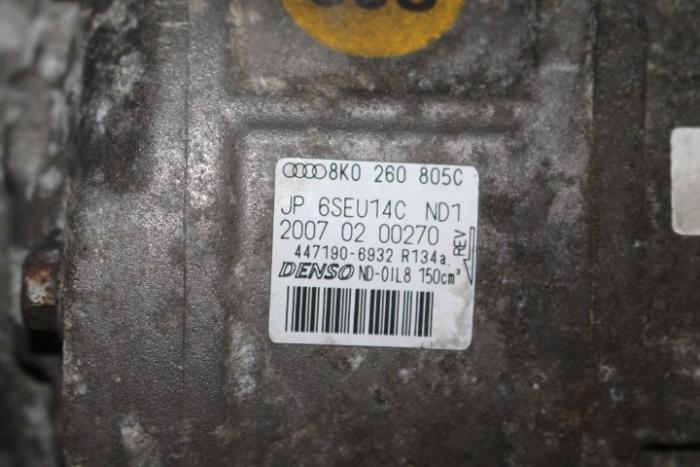 8K0 260 805C
JP 6SEU14C ND1
2007 02 00270
REV
447190-6932 R134a.
DENSO ND-OIL8 150cm³